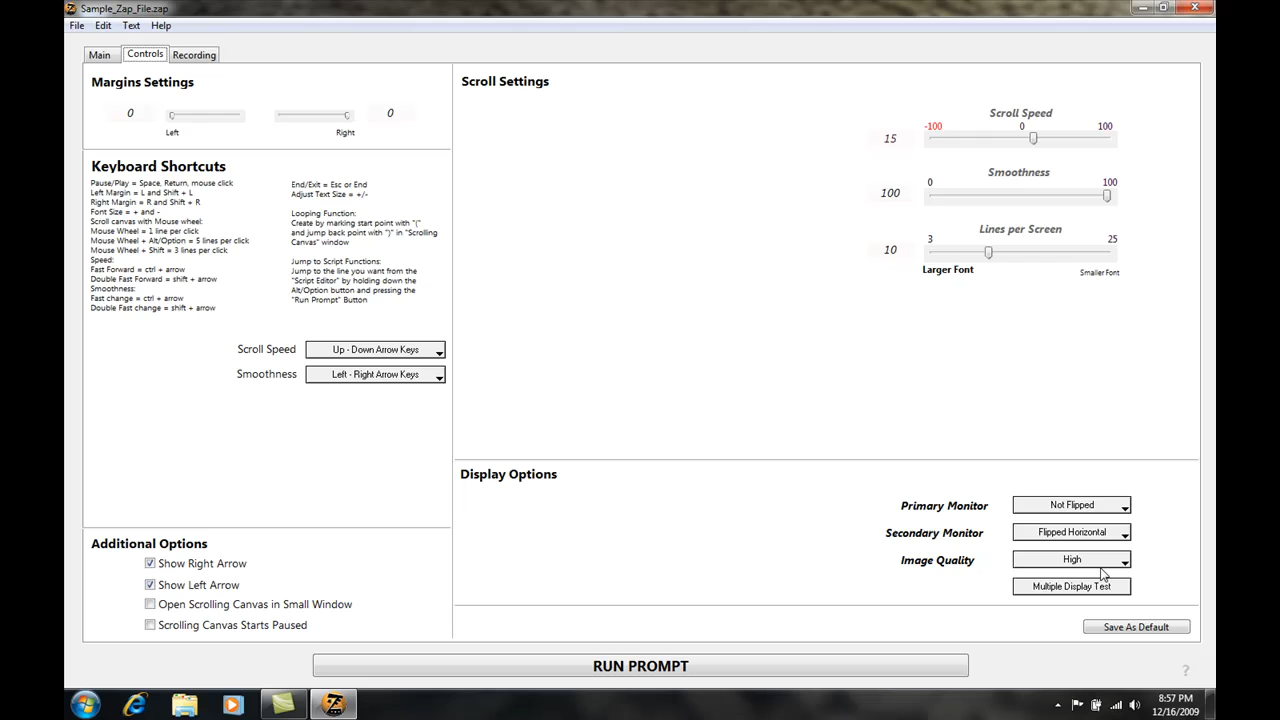 Sample_Zap_File.zap
File Edit Text Help
Main Controls Recording
Margins Settings
0 0
Left Right
Keyboard Shortcuts
Pause/Play = Space, Return, mouse click
Left Margin = L and Shift + L
Right Margin = R and Shift + R
Font Size = + and -
Scroll canvas with Mouse wheel:
Mouse Wheel = 1 line per click
Mouse Wheel + Alt/Option = 5 lines per click
Mouse Wheel + Shift = 3 lines per click
Speed:
Fast Forward = ctrl + arrow
Double Fast Forward = shift + arrow
Smoothness:
Fast change = ctrl + arrow
Double Fast change = shift + arrow
End/Exit = Esc or End
Adjust Text Size = +/-
Looping Function:
Create by marking start point with "("
and jump back point with ")" in "Scrolling
Canvas" window
Jump to Script Functions:
Jump to the line you want from the
"Script Editor" by holding down the
Alt/Option button and pressing the
"Run Prompt" Button
Scroll Speed Up - Down Arrow Keys
Smoothness Left - Right Arrow Keys
Additional Options
Show Right Arrow
Show Left Arrow
Open Scrolling Canvas in Small Window
Scrolling Canvas Starts Paused
Scroll Settings
Scroll Speed
-100 0 100
15
Smoothness
0 100
100
Lines per Screen
3 25
10
Larger Font Smaller Font
Display Options
Primary Monitor Not Flipped
Secondary Monitor Flipped Horizontal
Image Quality High
Multiple Display Test
Save As Default
RUN PROMPT
?
8:57 PM
12/16/2009